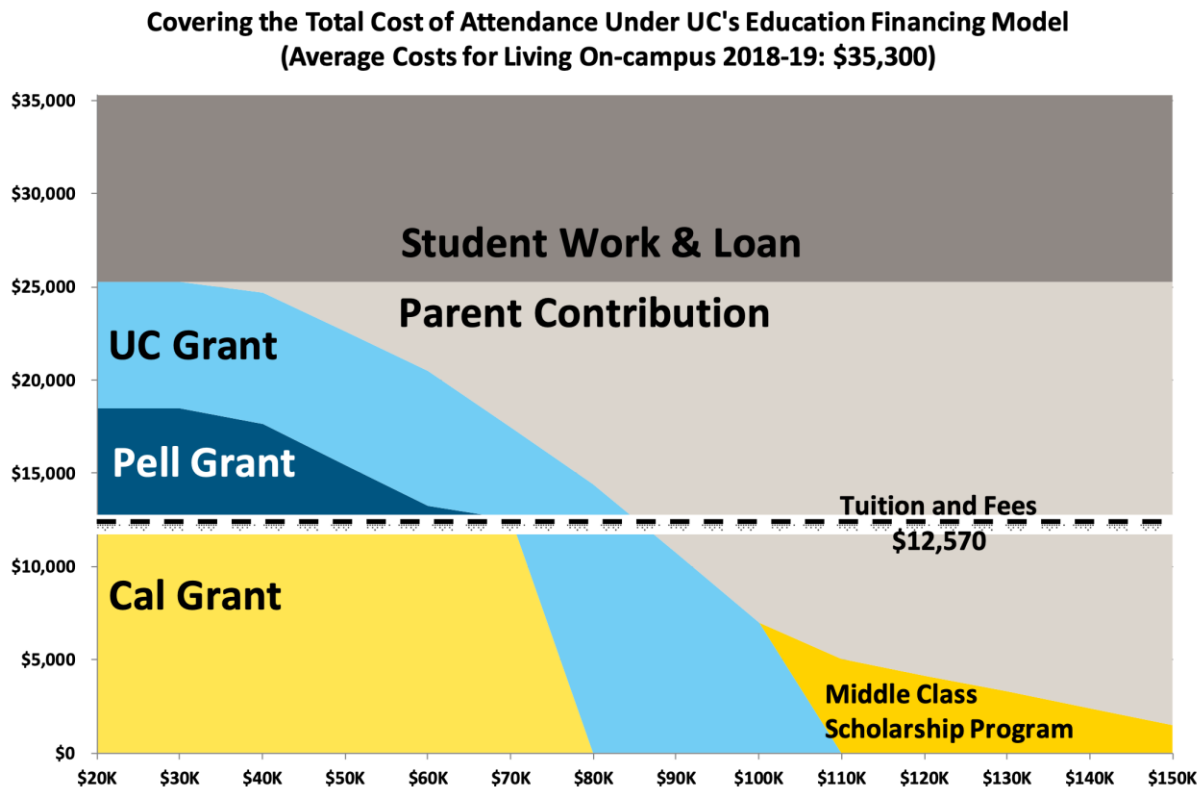 Covering the Total Cost of Attendance Under UC's Education Financing Model
(Average Costs for Living On-campus 2018-19: $35,300)
$35,000
$30,000
Student Work & Loan
$25,000
Parent Contribution
UC Grant
$20,000
Pell Grant
$15,000
Tuition and Fees
$12,570
$10,000
Cal Grant
$5,000
Middle Class
Scholarship Program
$0
$20K $30K $40K $50K $60K $70K $80K $90K $100K $110K $120K $130K $140K $150K